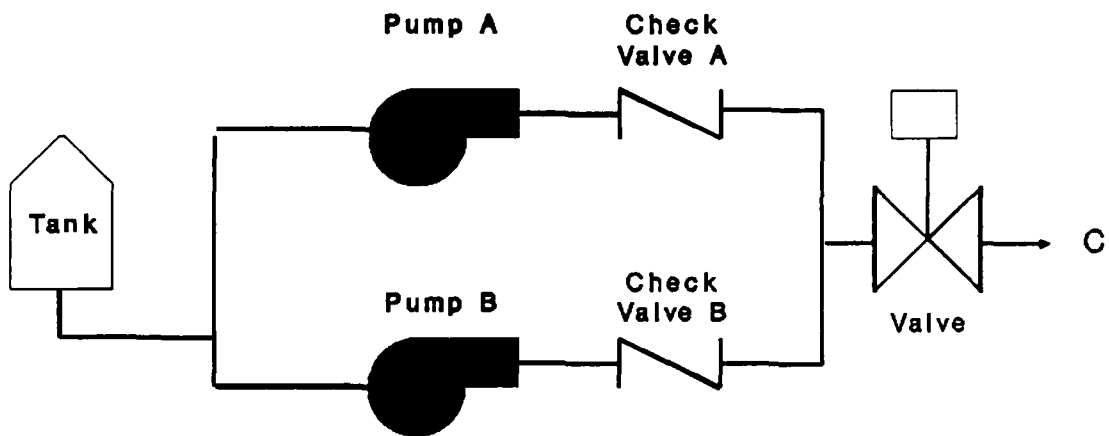 Pump A
Check
Valve A
Tank
C
Pump B
Check
Valve B
Valve